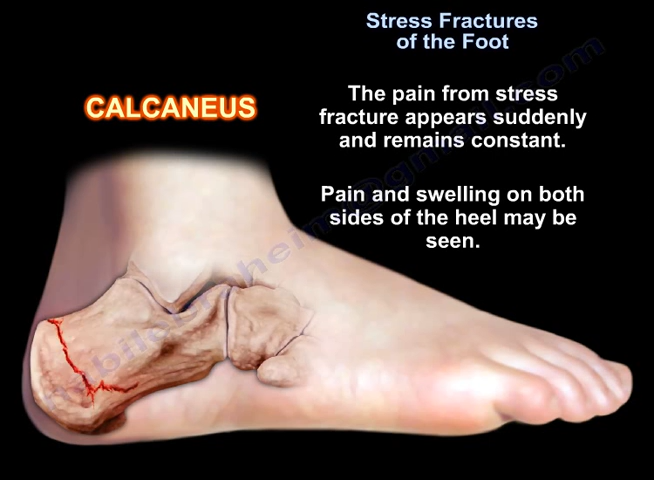 Stress Fractures
of the Foot
CALCANEUS
The pain from stress
fracture appears suddenly
and remains constant.
Pain and swelling on both
sides of the heel may be
seen.